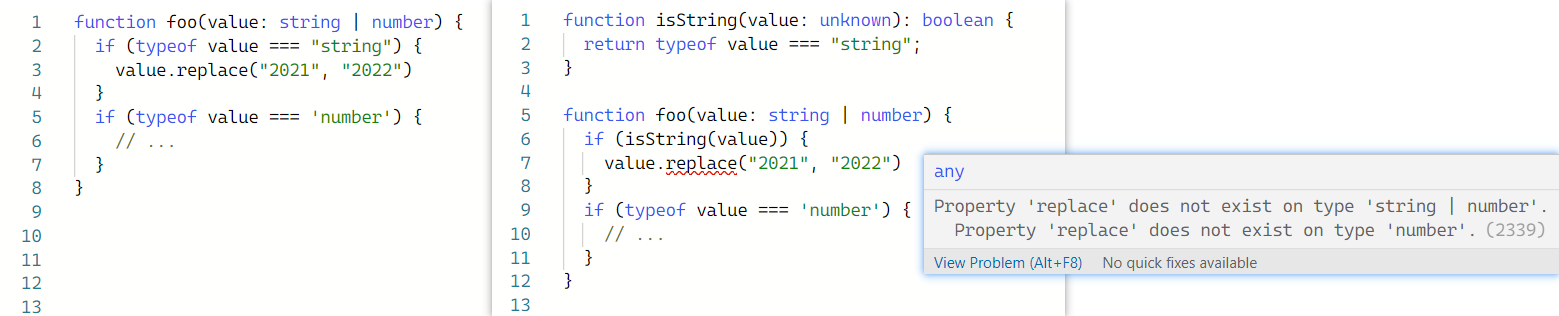 1 function foo(value: string | number) {
2 if (typeof value === "string") {
3 value.replace("2021", "2022")
4 }
5 if (typeof value === 'number') {
6 // ...
7 }
8 }
9
10
11
12
13
1 function isString(value: unknown): boolean {
2 return typeof value === "string";
3 }
4
5 function foo(value: string | number) {
6 if (isString(value)) {
7 value.replace("2021", "2022")
8 }
9 if (typeof value === 'number') {
10 // ...
11 }
12 }
13
any
Property 'replace' does not exist on type 'string | number'.
Property 'replace' does not exist on type 'number'. (2339)
View Problem (Alt+F8) No quick fixes available